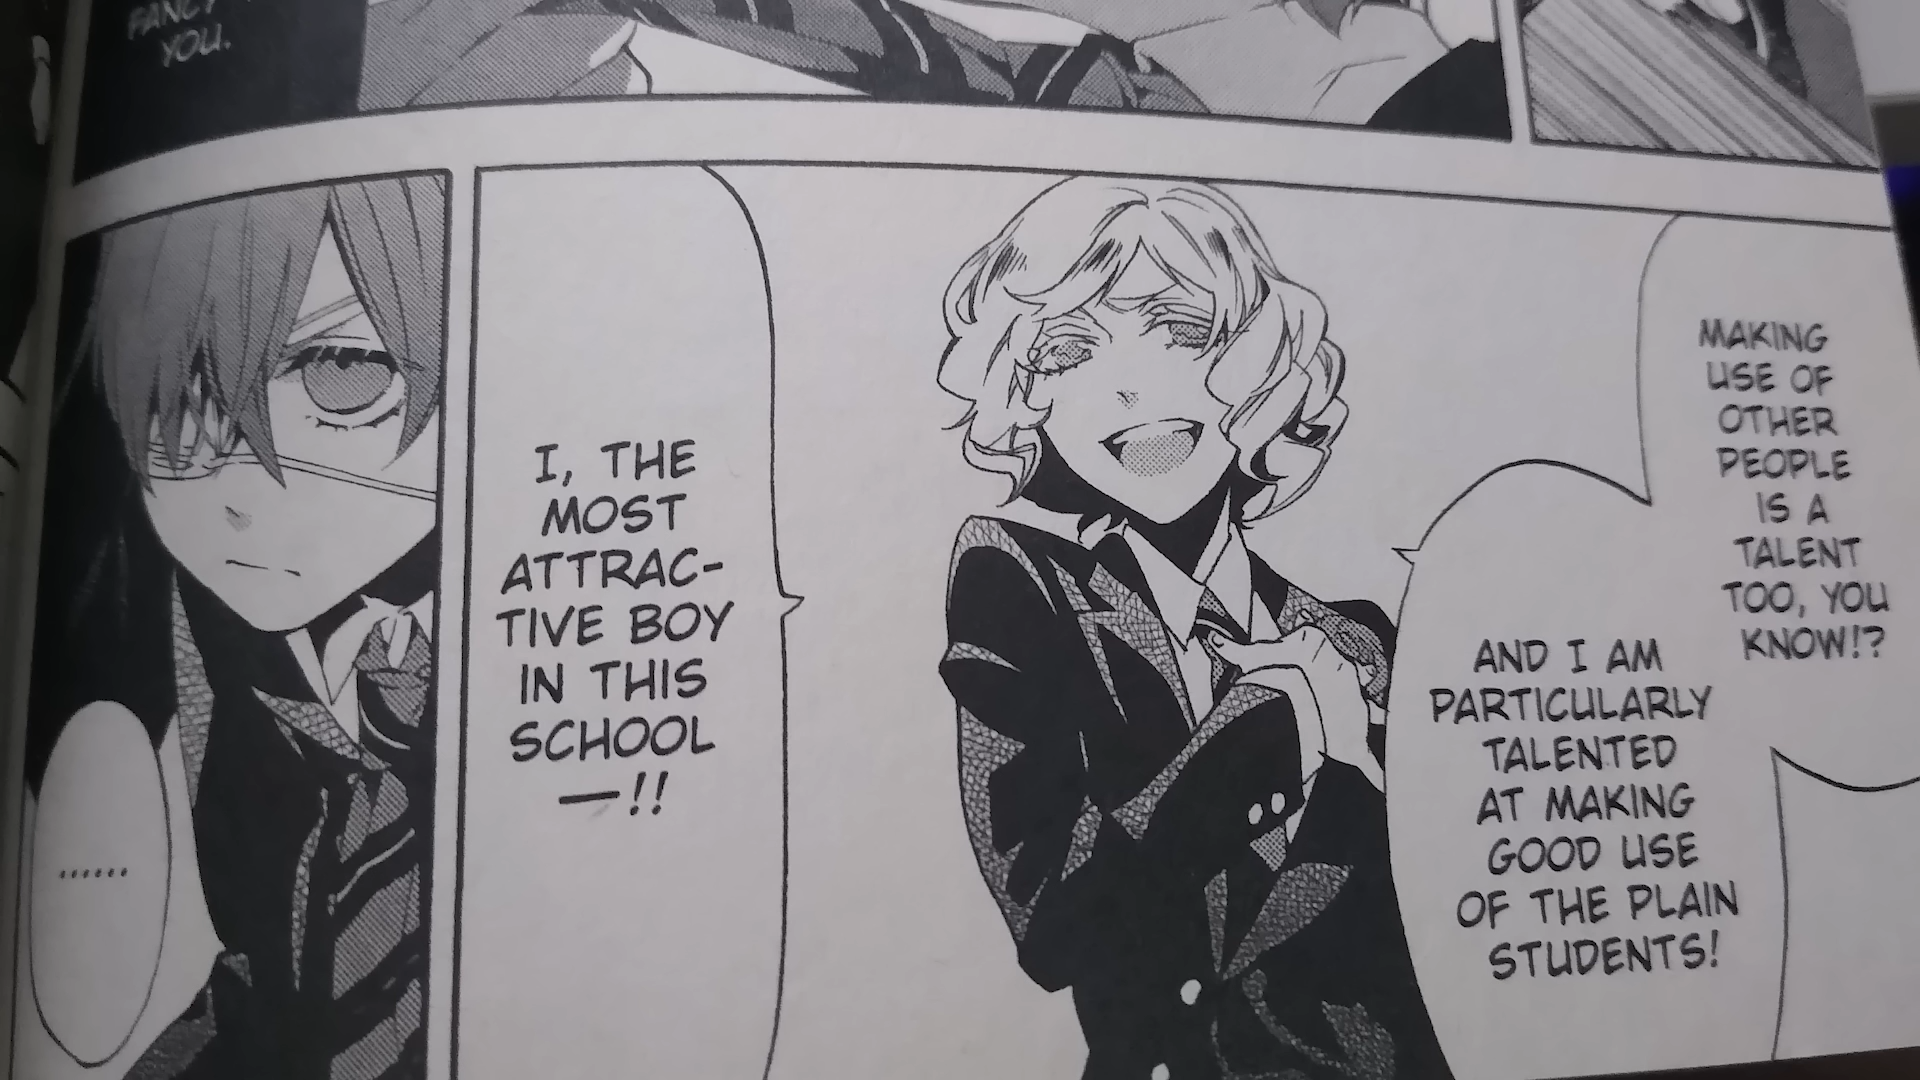 FANCY
YOU.
MAKING
USE OF
OTHER
PEOPLE
IS A
TALENT
TOO, YOU
KNOW!?
AND I AM
PARTICULARLY
TALENTED
AT MAKING
GOOD USE
OF THE PLAIN
STUDENTS!
I, THE
MOST
ATTRAC-
TIVE BOY
IN THIS
SCHOOL
—!!
......